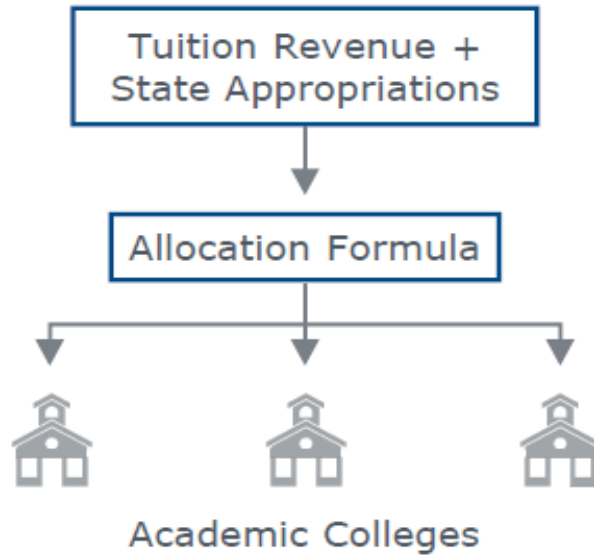 Tuition Revenue +
State Appropriations
Allocation Formula
Academic Colleges